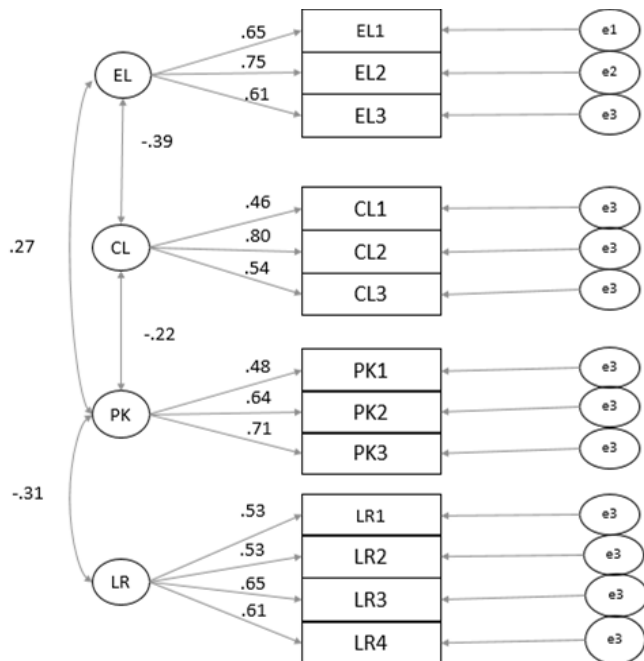 .65 EL1 e1
EL .75 EL2 e2
.61 EL3 e3
-.39
.46 CL1 e3
.27 CL .80 CL2 e3
.54 CL3 e3
-.22
.48 PK1 e3
PK .64 PK2 e3
.71 PK3 e3
-.31
.53 LR1 e3
.53 LR2 e3
LR .65 LR3 e3
.61 LR4 e3